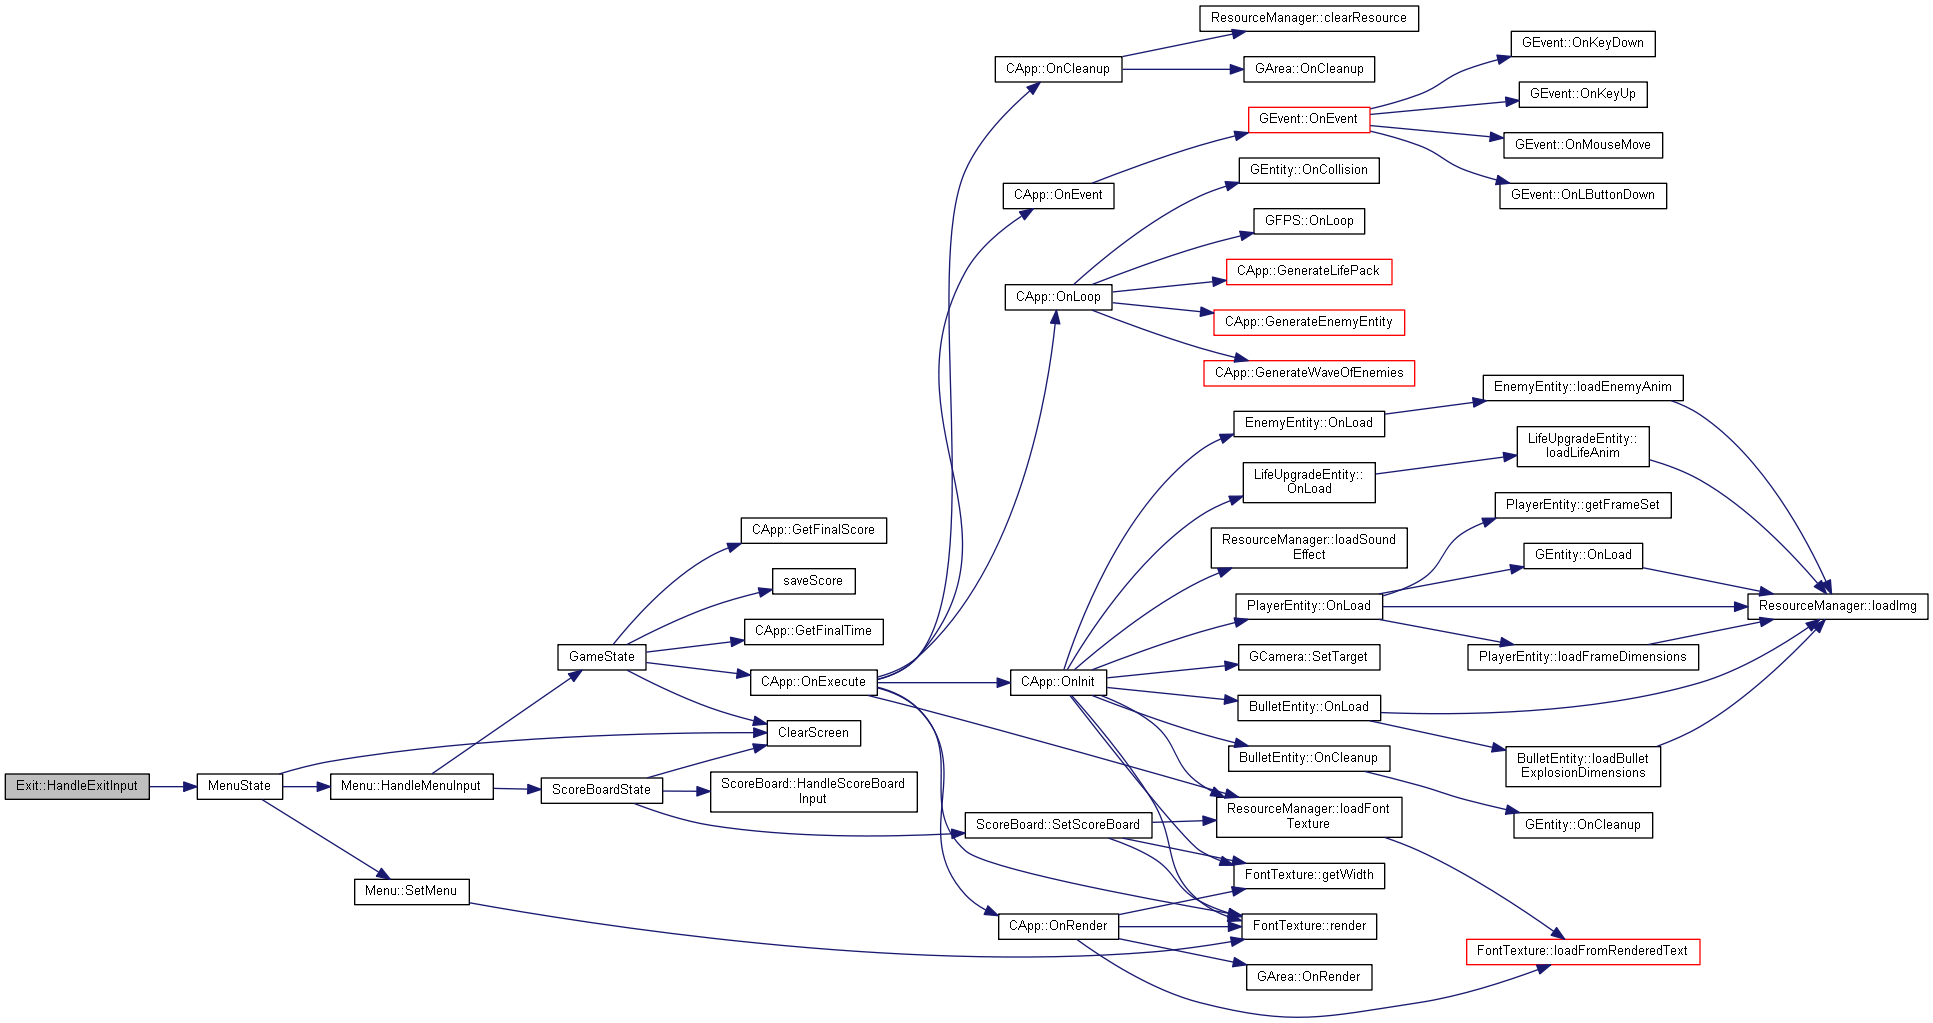 ResourceManager::clearResource
GEvent::OnKeyDown
CApp::OnCleanup
GArea::OnCleanup
GEvent::OnKeyUp
GEvent::OnEvent
GEvent::OnMouseMove
GEntity::OnCollision
CApp::OnEvent
GEvent::OnLButtonDown
GFPS::OnLoop
CApp::GenerateLifePack
CApp::OnLoop
CApp::GenerateEnemyEntity
CApp::GenerateWaveOfEnemies
EnemyEntity::loadEnemyAnim
EnemyEntity::OnLoad
LifeUpgradeEntity::
loadLifeAnim
LifeUpgradeEntity::
OnLoad
PlayerEntity::getFrameSet
CApp::GetFinalScore
ResourceManager::loadSound
Effect
GEntity::OnLoad
saveScore
PlayerEntity::OnLoad
ResourceManager::loadImg
CApp::GetFinalTime
GameState
GCamera::SetTarget
PlayerEntity::loadFrameDimensions
CApp::OnExecute
CApp::OnInit
BulletEntity::OnLoad
ClearScreen
BulletEntity::OnCleanup
BulletEntity::loadBullet
ExplosionDimensions
Exit::HandleExitInput
MenuState
Menu::HandleMenuInput
ScoreBoardState
ScoreBoard::HandleScoreBoard
Input
ResourceManager::loadFont
Texture
ScoreBoard::SetScoreBoard
GEntity::OnCleanup
FontTexture::getWidth
Menu::SetMenu
CApp::OnRender
FontTexture::render
FontTexture::loadFromRenderedText
GArea::OnRender